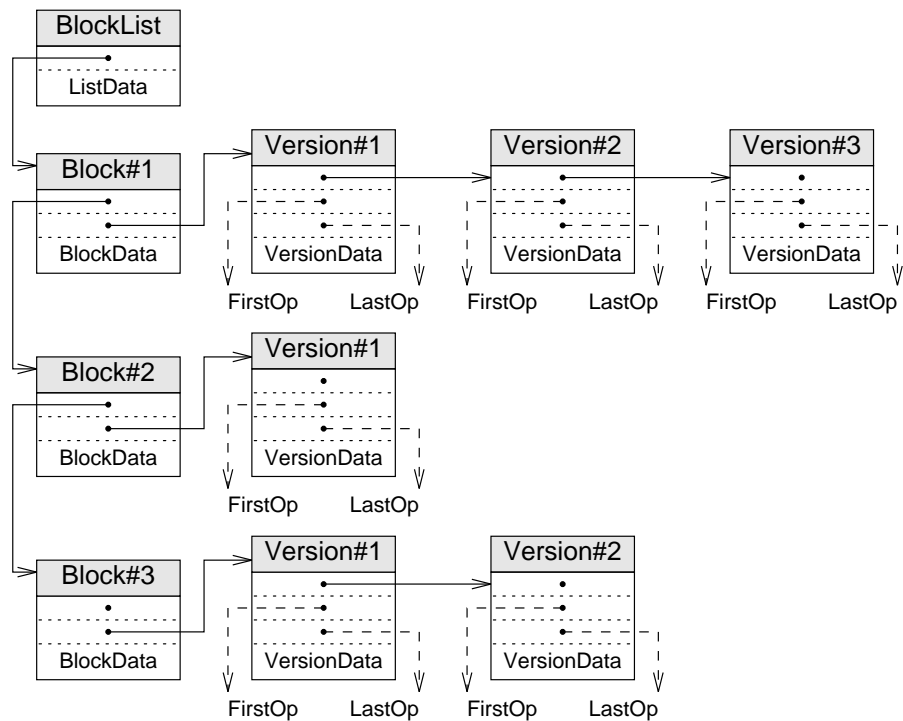 BlockList
ListData
Block#1
BlockData
Version#1
VersionData
FirstOp LastOp
Version#2
VersionData
FirstOp LastOp
Version#3
VersionData
FirstOp LastOp
Block#2
BlockData
Version#1
VersionData
FirstOp LastOp
Block#3
BlockData
Version#1
VersionData
FirstOp LastOp
Version#2
VersionData
FirstOp LastOp